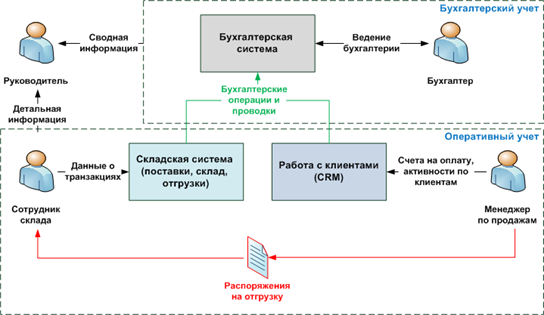 Бухгалтерский учет
Сводная
информация
Бухгалтерская
система
Ведение
бухгалтерии
Руководитель
Бухгалтер
Бухгалтерские
операции и
проводки
Детальная
информация
Оперативный учет
Данные о
транзакциях
Складская система
(поставки, склад,
отгрузки)
Работа с клиентами
(CRM)
Счета на оплату,
активности по
клиентам
Сотрудник
склада
Менеджер
по продажам
Распоряжения
на отгрузку